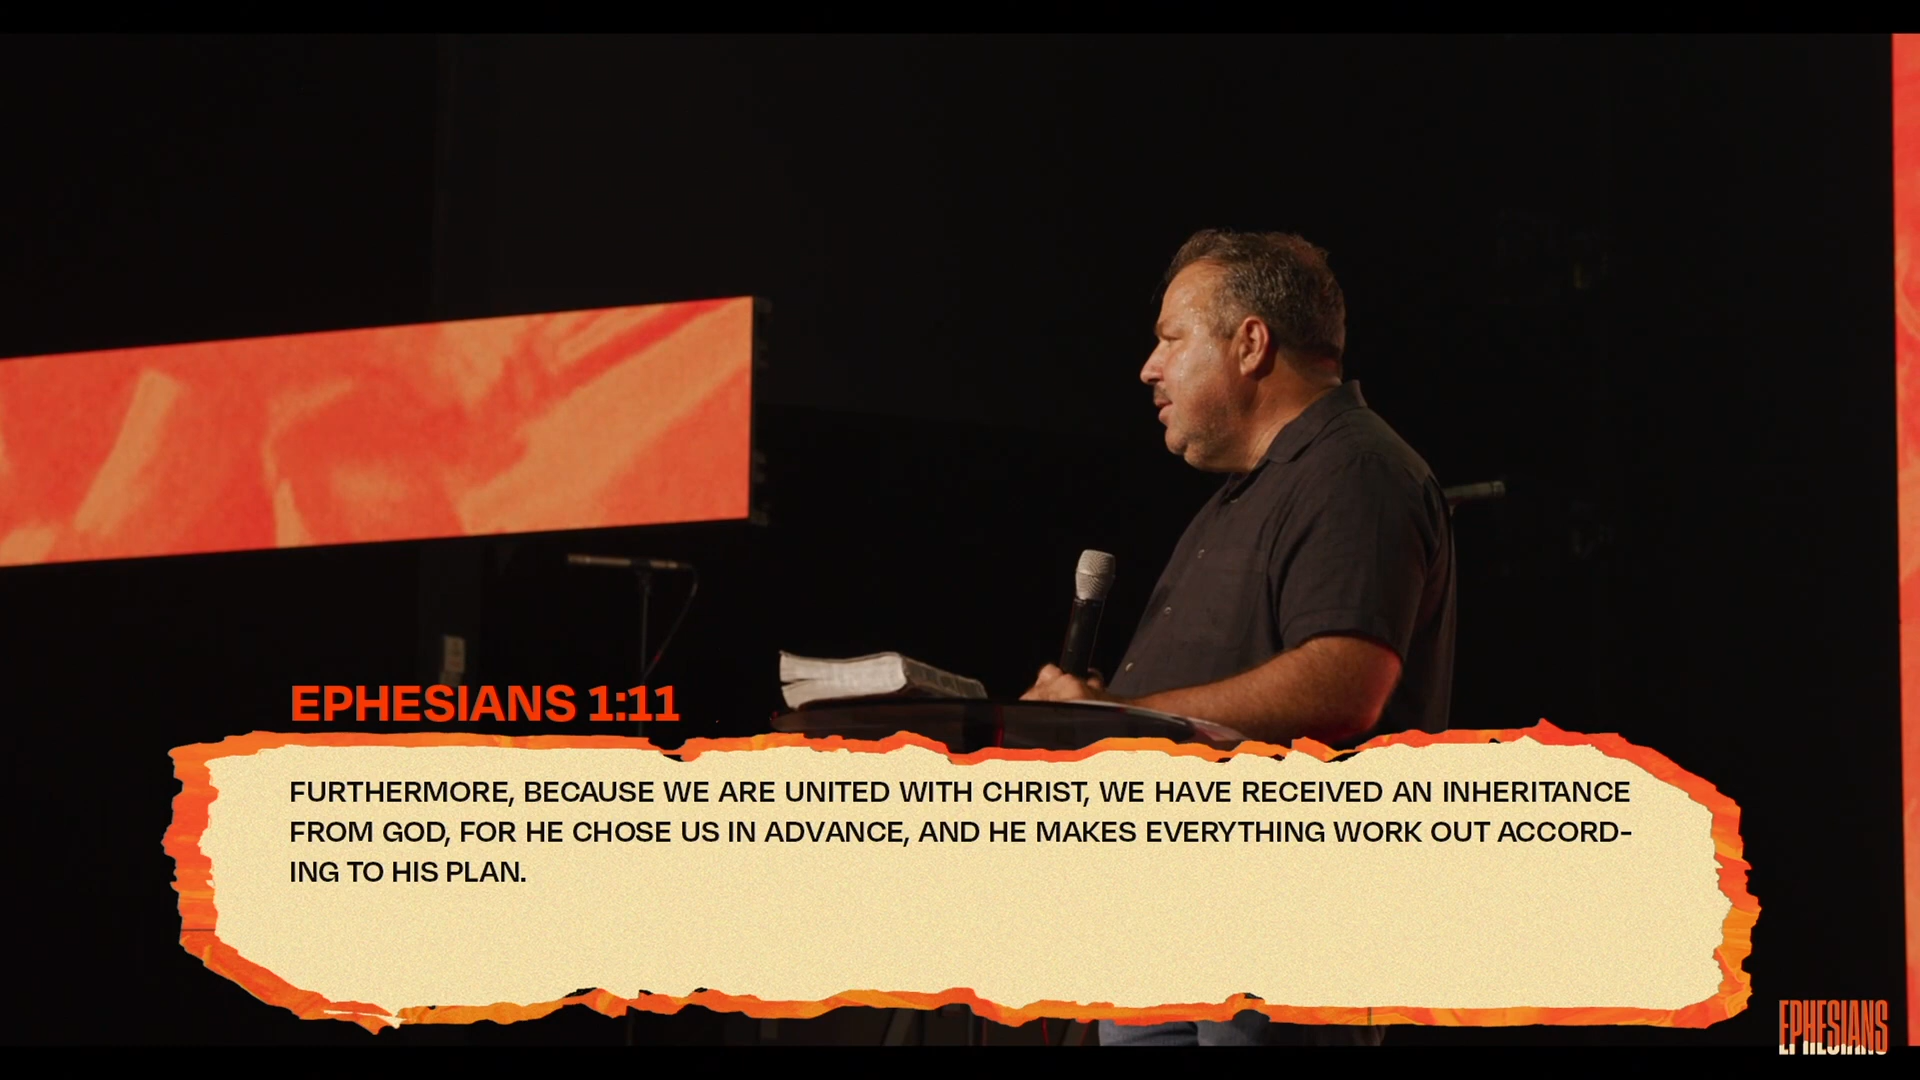 EPHESIANS 1:11
FURTHERMORE, BECAUSE WE ARE UNITED WITH CHRIST, WE HAVE RECEIVED AN INHERITANCE
FROM GOD, FOR HE CHOSE US IN ADVANCE, AND HE MAKES EVERYTHING WORK OUT ACCORD-
ING TO HIS PLAN.
EPHESIANS